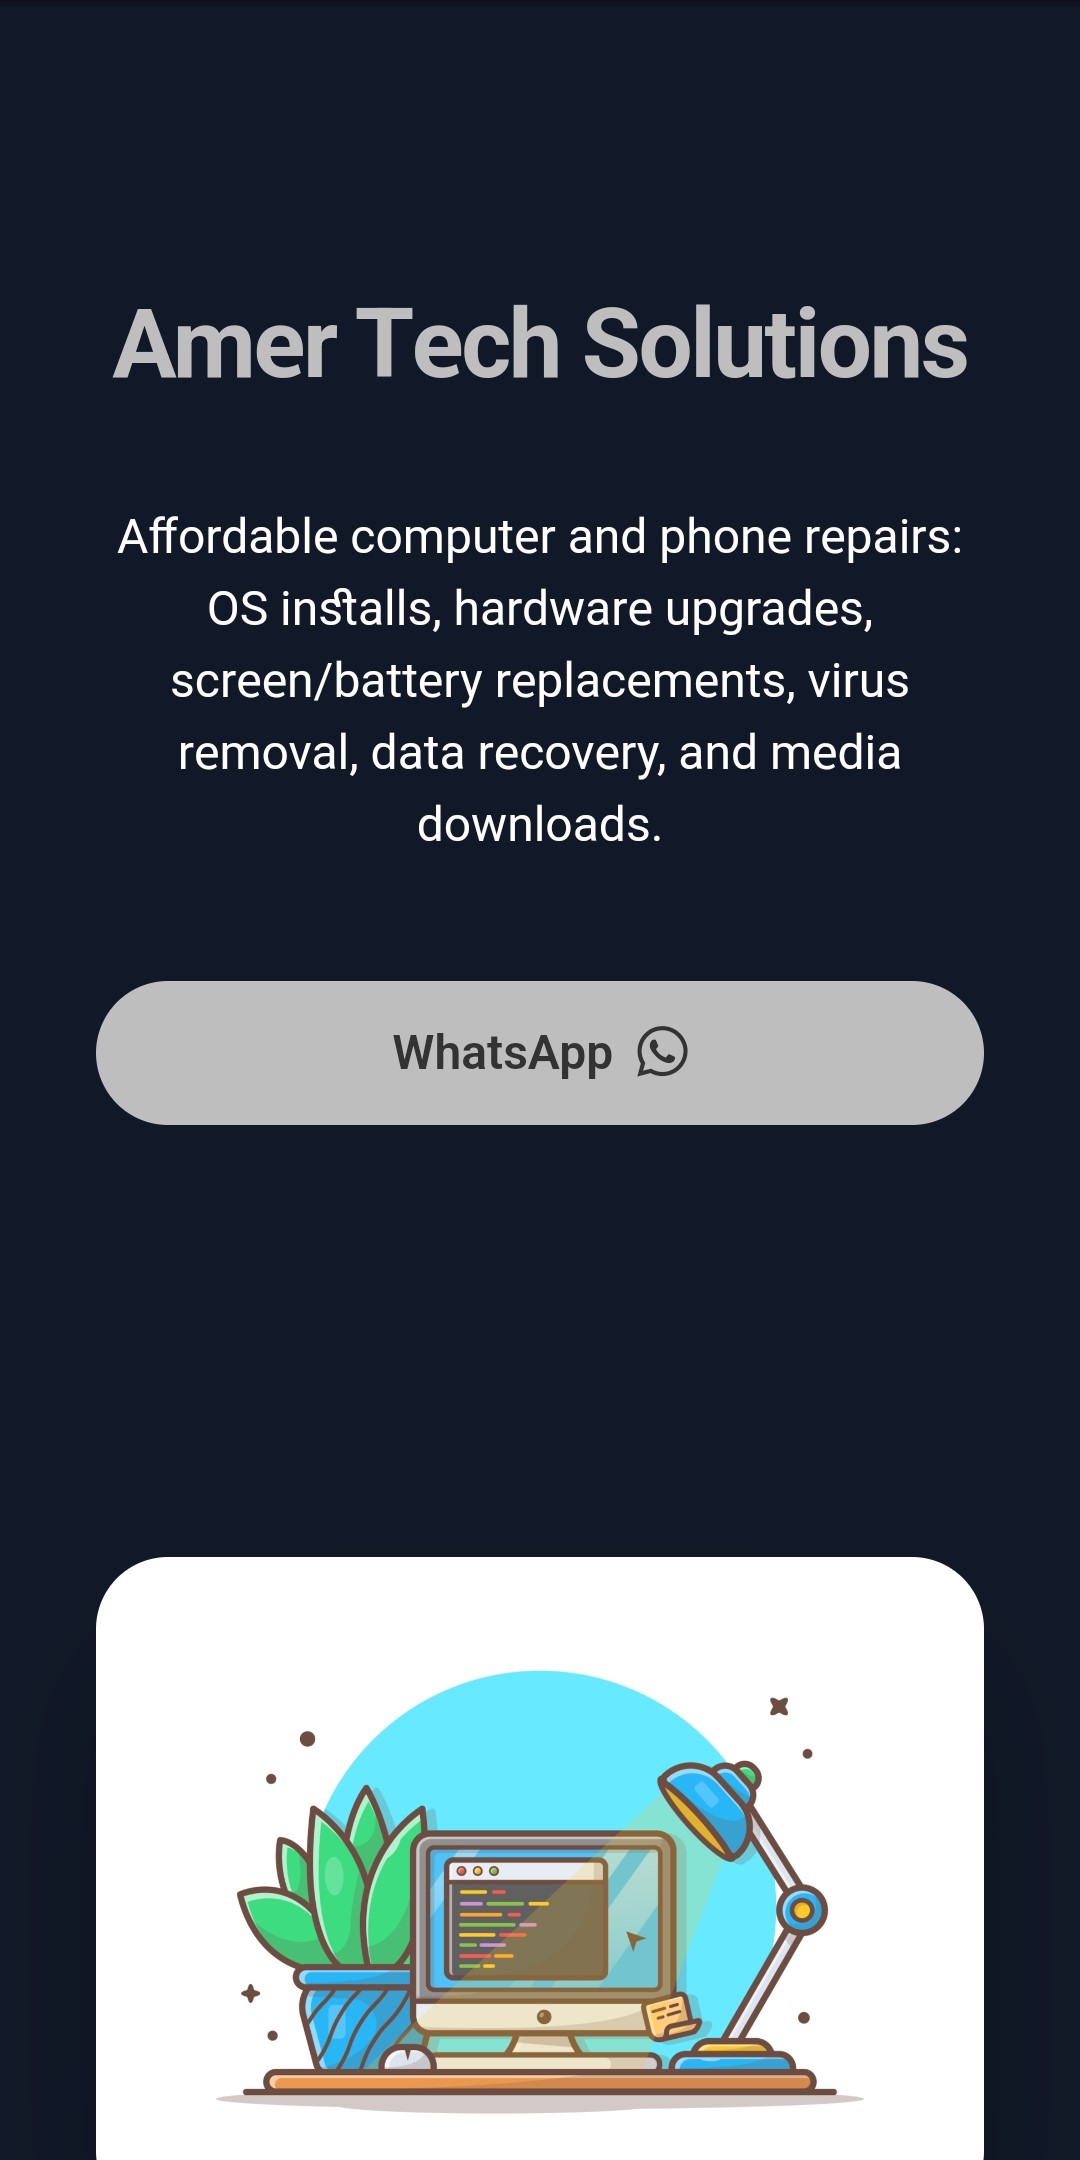 Amer Tech Solutions
Affordable computer and phone repairs:
OS installs, hardware upgrades,
screen/battery replacements, virus
removal, data recovery, and media
downloads.
WhatsApp